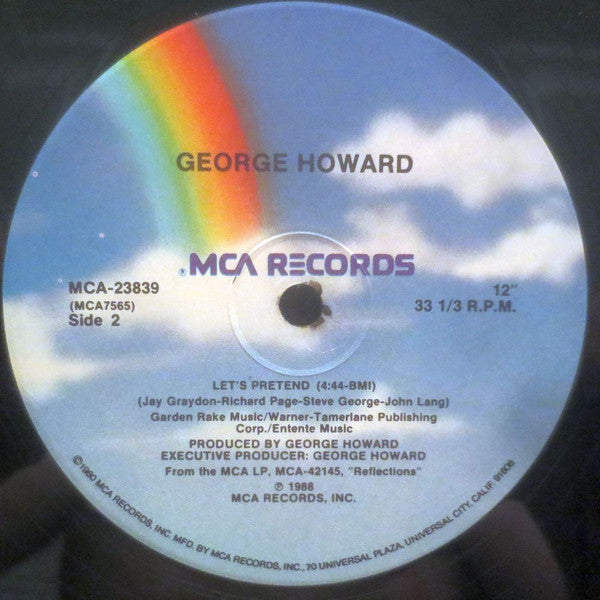 GEORGE HOWARD
®MCA RECORDS
MCA-23839
(MCA7565)
Side 2
12"
33 1/3 R.P.M.
LET'S PRETEND (4:44-BMI)
(Jay Graydon-Richard Page-Steve George-John Lang)
Garden Rake Music/Warner-Tamerlane Publishing
Corp./Entente Music
PRODUCED BY GEORGE HOWARD
EXECUTIVE PRODUCER: GEORGE HOWARD
From the MCA LP, MCA-42145, "Reflections"
℗ 1988
MCA RECORDS, INC.
©1980 MCA RECORDS, INC. MFD. BY MCA RECORDS, INC., 70 UNIVERSAL PLAZA, UNIVERSAL CITY, CALIF. 91608